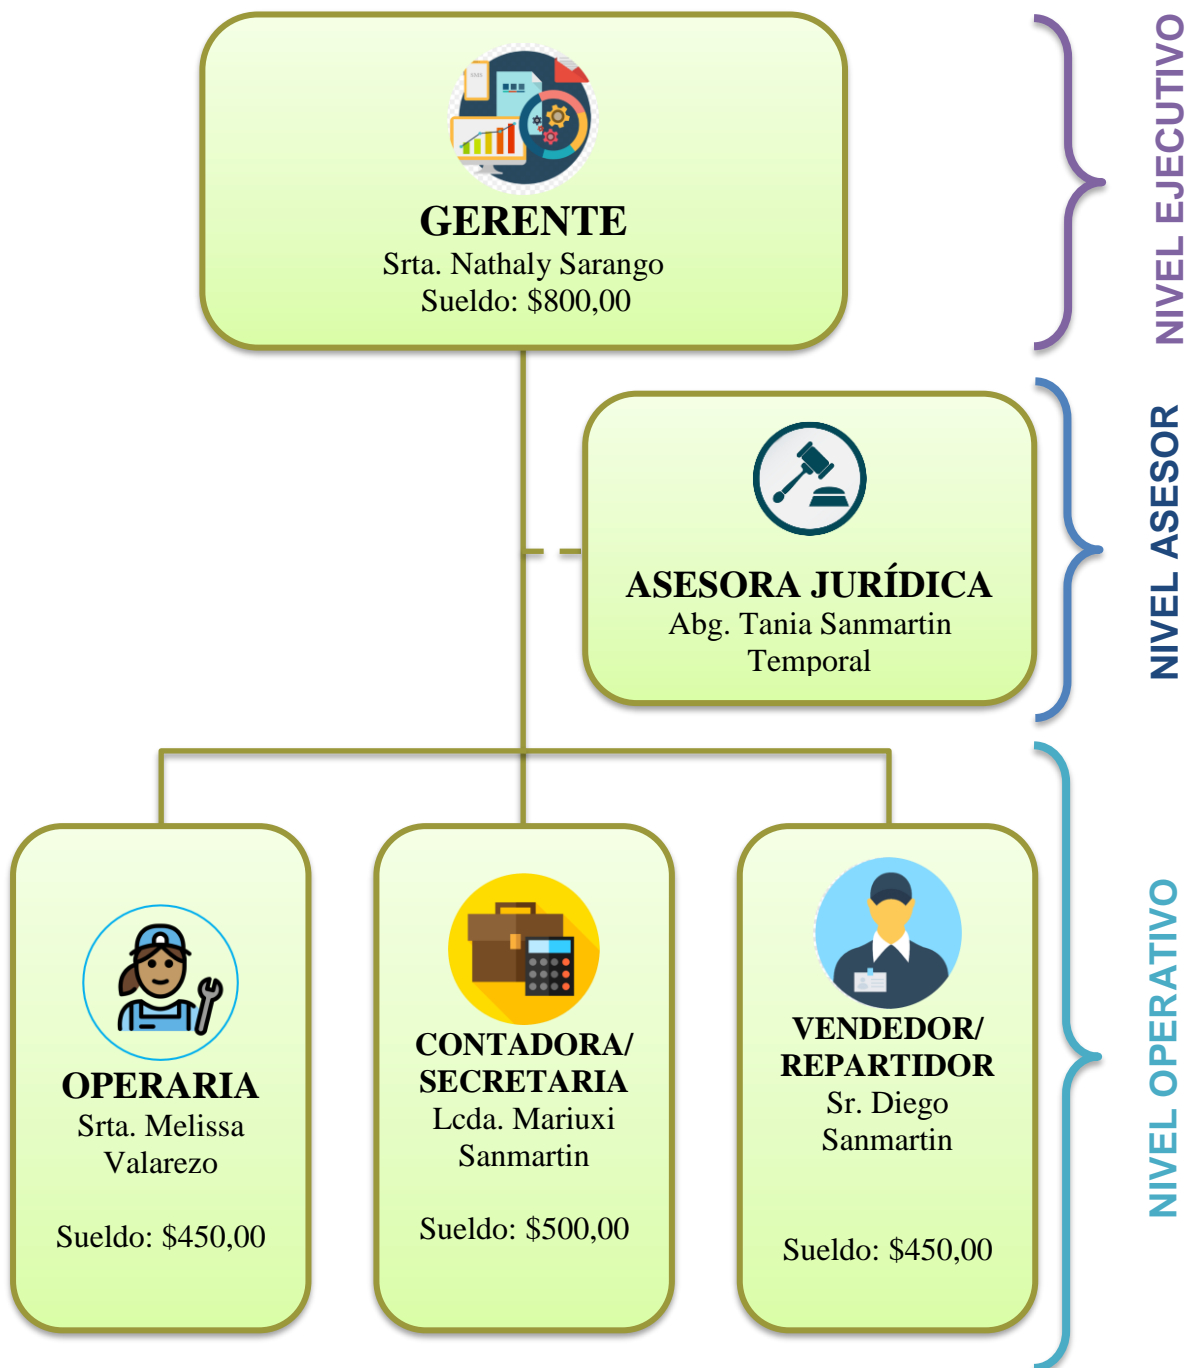 GERENTE
Srta. Nathaly Sarango
Sueldo: $800,00
NIVEL EJECUTIVO
ASESORA JURÍDICA
Abg. Tania Sanmartin
Temporal
NIVEL ASESOR
OPERARIA
Srta. Melissa
Valarezo
Sueldo: $450,00
CONTADORA/
SECRETARIA
Lcda. Mariuxi
Sanmartin
Sueldo: $500,00
VENDEDOR/
REPARTIDOR
Sr. Diego
Sanmartin
Sueldo: $450,00
NIVEL OPERATIVO